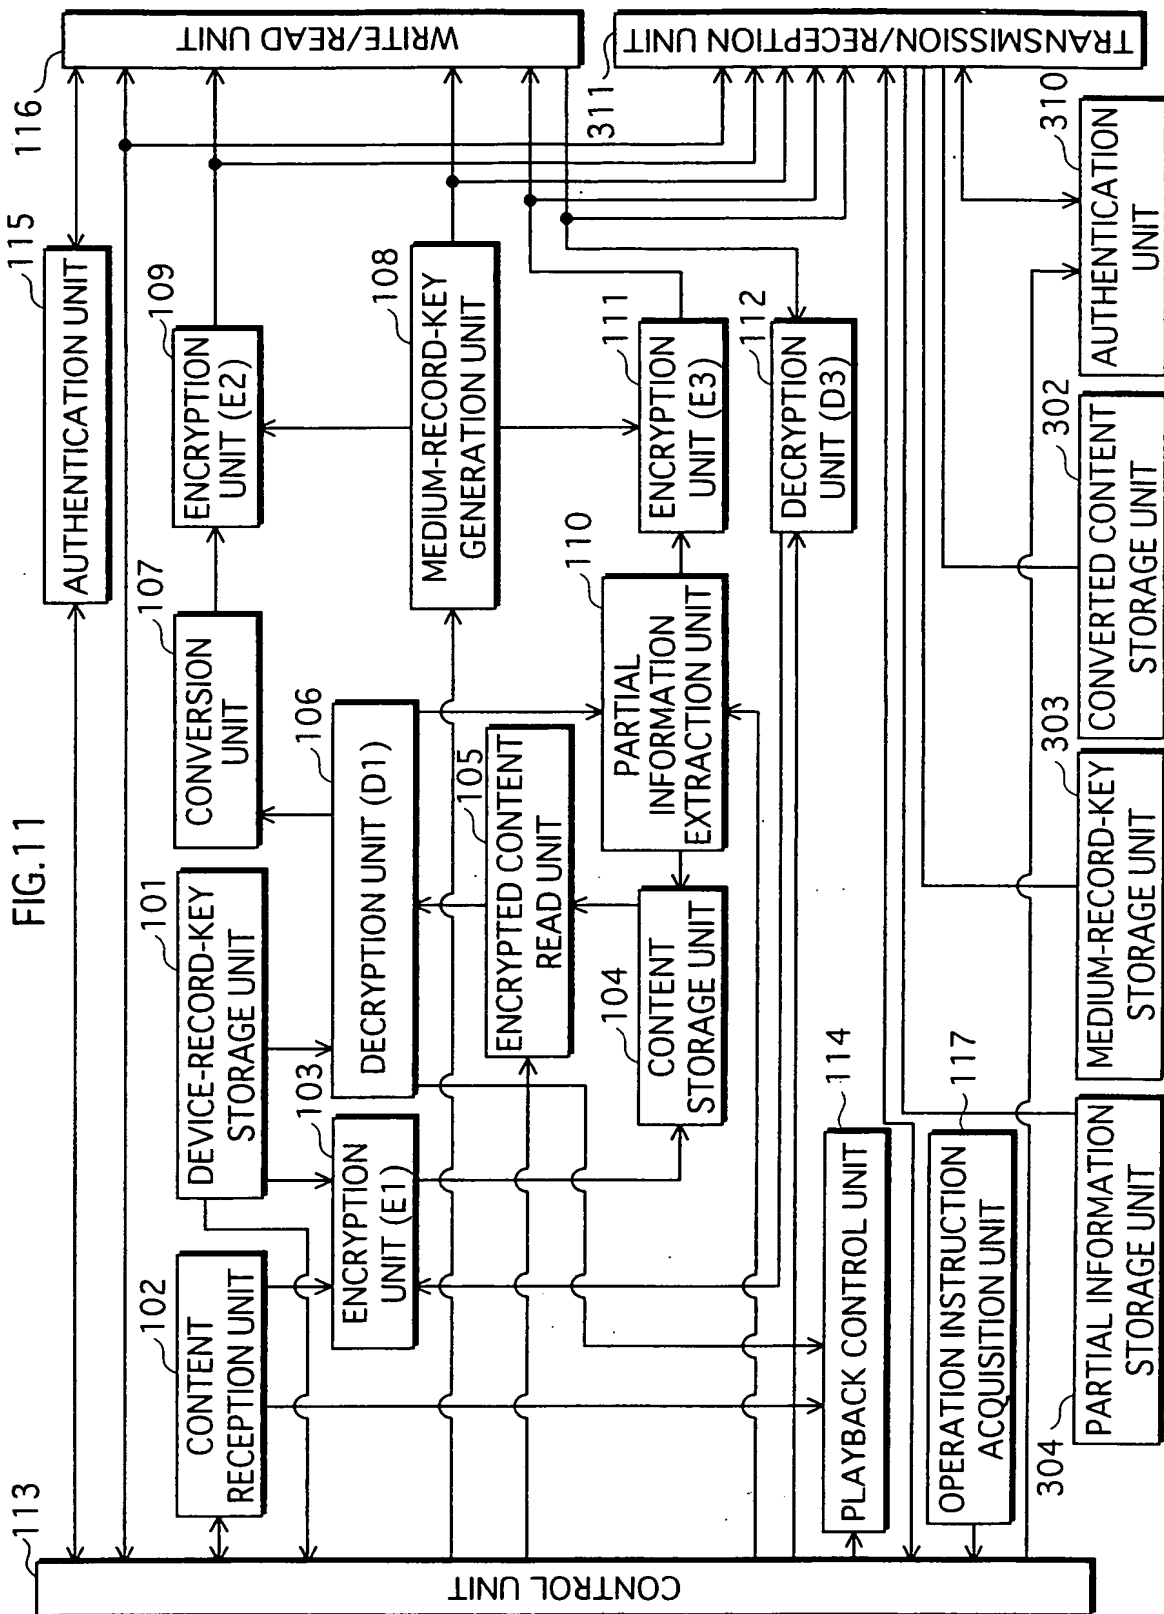 FIG.11
113
CONTROL UNIT
102
CONTENT
RECEPTION UNIT
101
DEVICE-RECORD-KEY
STORAGE UNIT
107
CONVERSION
UNIT
109
ENCRYPTION
UNIT (E2)
115
AUTHENTICATION UNIT
116
WRITE/READ UNIT
103
ENCRYPTION
UNIT (E1)
106
DECRYPTION UNIT (D1)
108
MEDIUM-RECORD-KEY
GENERATION UNIT
105
ENCRYPTED CONTENT
READ UNIT
104
CONTENT
STORAGE UNIT
110
PARTIAL
INFORMATION
EXTRACTION UNIT
111
ENCRYPTION
UNIT (E3)
112
DECRYPTION
UNIT (D3)
311
TRANSMISSION/RECEPTION UNIT
114
PLAYBACK CONTROL UNIT
117
OPERATION INSTRUCTION
ACQUISITION UNIT
304
PARTIAL INFORMATION
STORAGE UNIT
303
MEDIUM-RECORD-KEY
STORAGE UNIT
302
CONVERTED CONTENT
STORAGE UNIT
310
AUTHENTICATION
UNIT